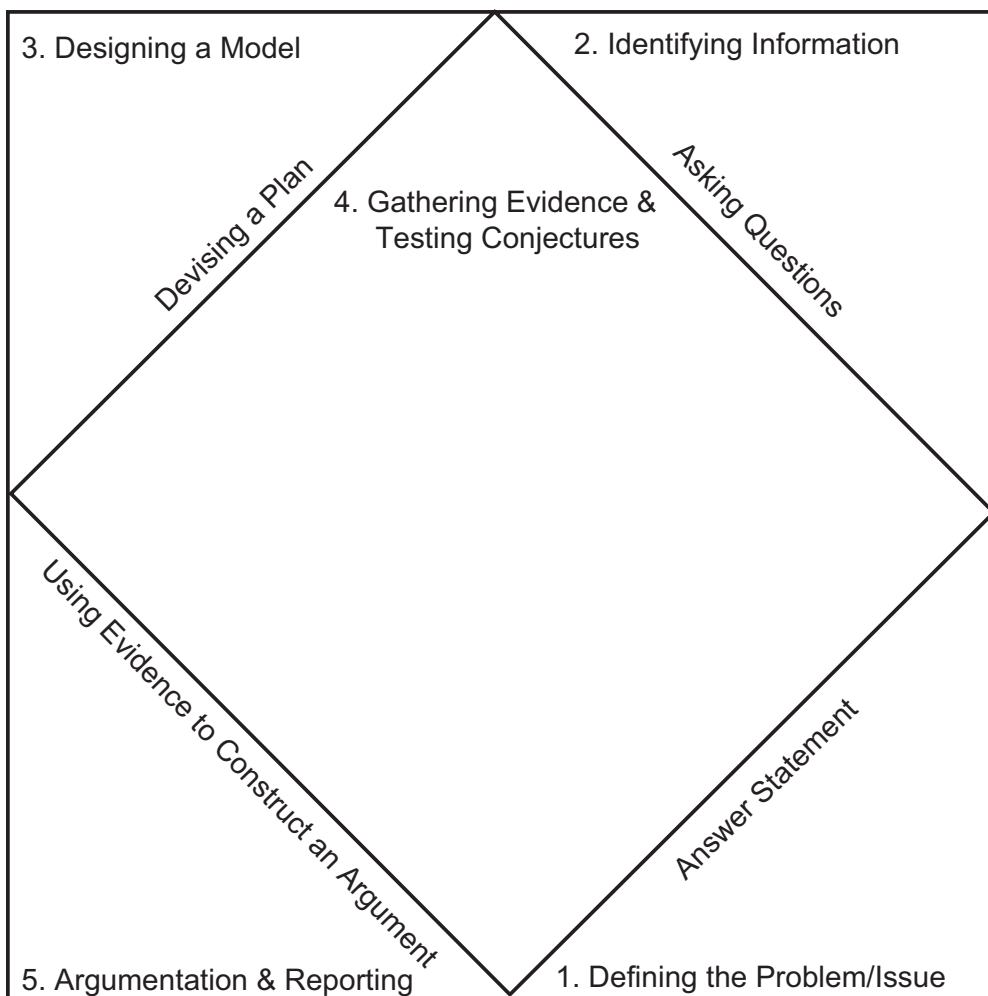 3. Designing a Model
2. Identifying Information
Devising a Plan
Asking Questions
4. Gathering Evidence &
Testing Conjectures
Using Evidence to Construct an Argument
Answer Statement
5. Argumentation & Reporting
1. Defining the Problem/Issue